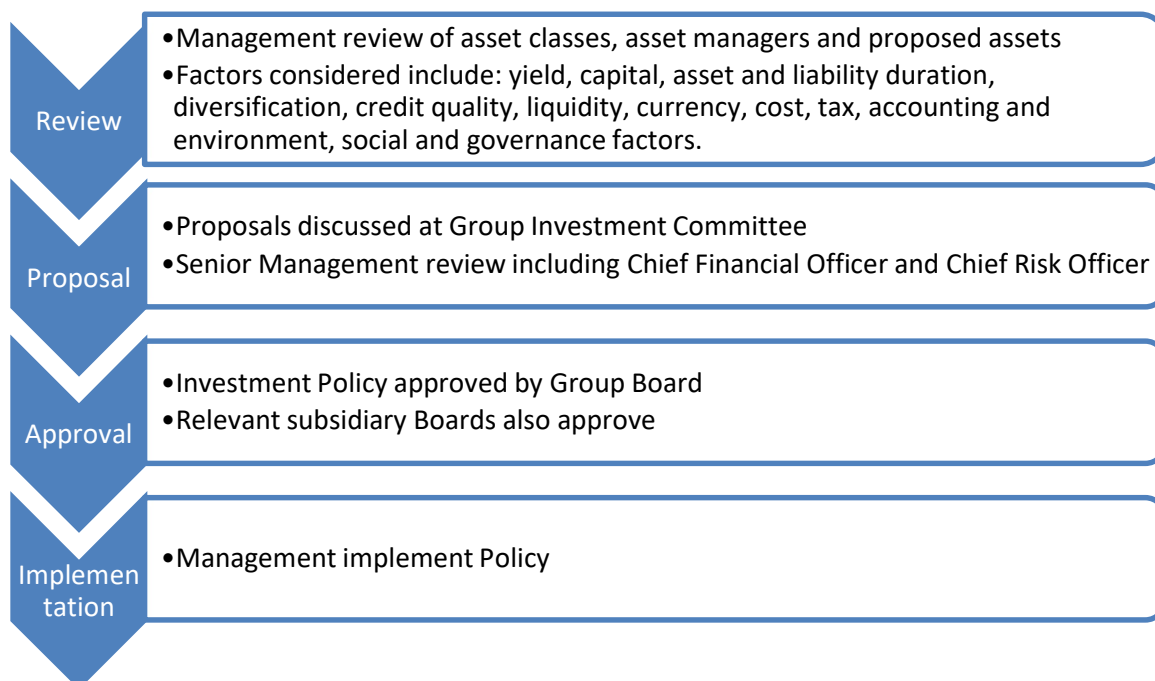 Review
•Management review of asset classes, asset managers and proposed assets
•Factors considered include: yield, capital, asset and liability duration,
diversification, credit quality, liquidity, currency, cost, tax, accounting and
environment, social and governance factors.
Proposal
•Proposals discussed at Group Investment Committee
•Senior Management review including Chief Financial Officer and Chief Risk Officer
Approval
•Investment Policy approved by Group Board
•Relevant subsidiary Boards also approve
Implemen
tation
•Management implement Policy